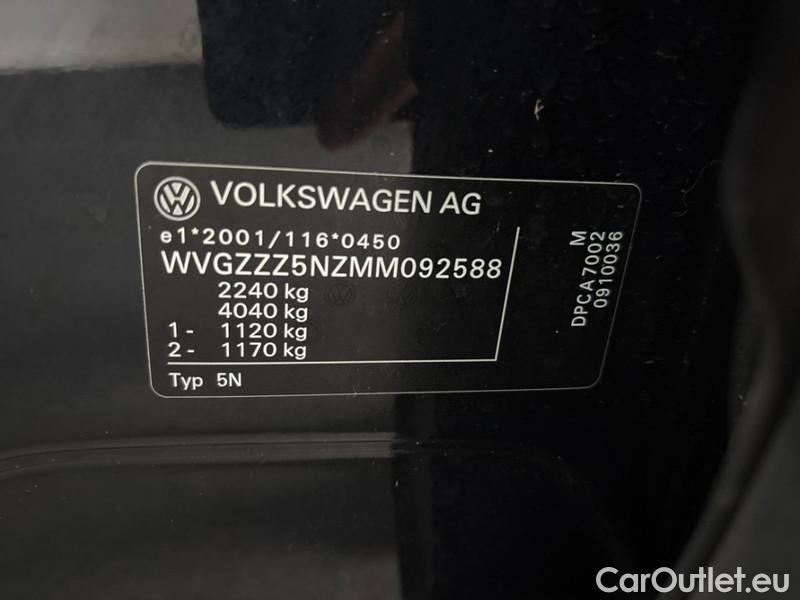 VOLKSWAGEN AG
e1*2001/116*0450
WVGZZZ5NZMM092588
2240 kg
4040 kg
1- 1120 kg
2- 1170 kg
Typ 5N
M
DPCA7002
0910036
CarOutlet.eu